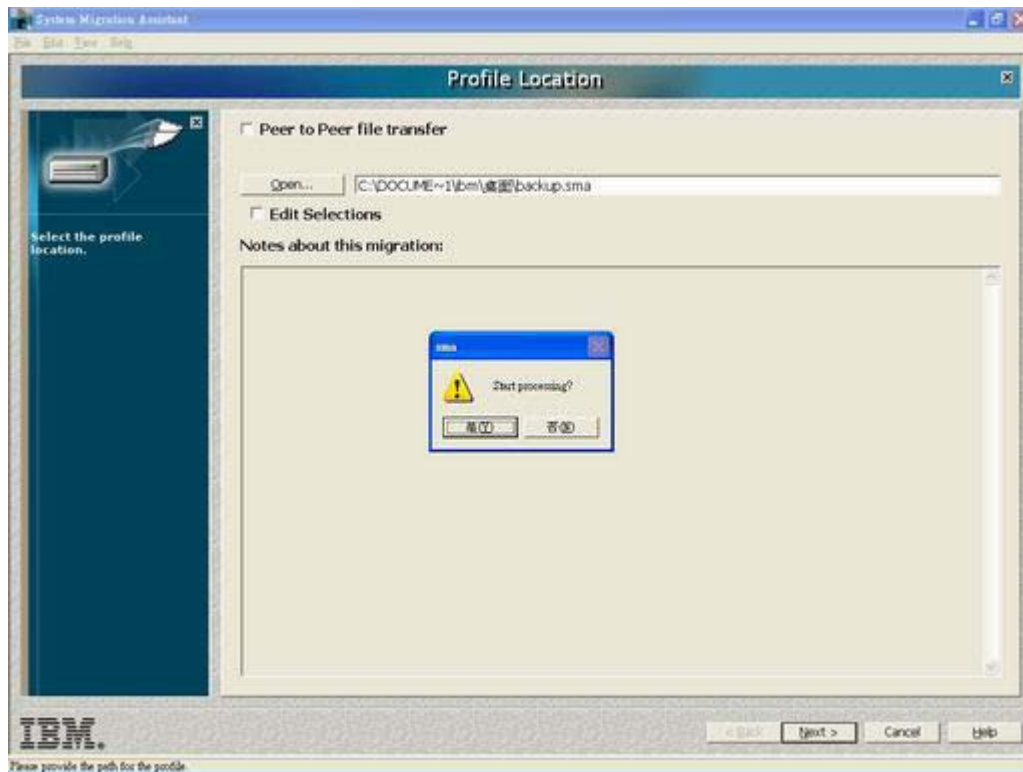 System Migration Assistant
File Edit View Help
Profile Location
Peer to Peer file transfer
Open...
C:\DOCUME~1\ibm\桌面\backup.sma
Edit Selections
Select the profile
location.
Notes about this migration:
sma
Start processing?
是(Y)
否(N)
IBM.
< Back
Next >
Cancel
Help
Please provide the path for the profile.